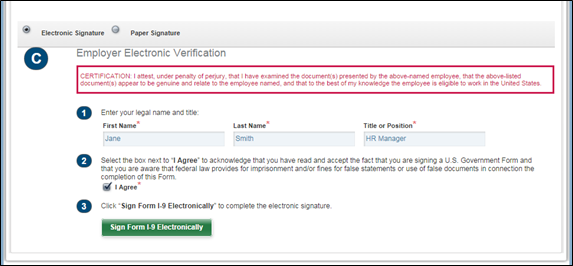 Electronic Signature Paper Signature
C Employer Electronic Verification
CERTIFICATION: I attest, under penalty of perjury, that I have examined the document(s) presented by the above-named employee, that the above-listed
document(s) appear to be genuine and relate to the employee named, and that to the best of my knowledge the employee is eligible to work in the United States.
1 Enter your legal name and title:
First Name* Last Name* Title or Position*
Jane Smith HR Manager
2 Select the box next to "I Agree" to acknowledge that you have read and accept the fact that you are signing a U.S. Government Form and
that you are aware that federal law provides for imprisonment and/or fines for false statements or use of false documents in connection the
completion of this Form.
I Agree*
3 Click "Sign Form I-9 Electronically" to complete the electronic signature.
Sign Form I-9 Electronically